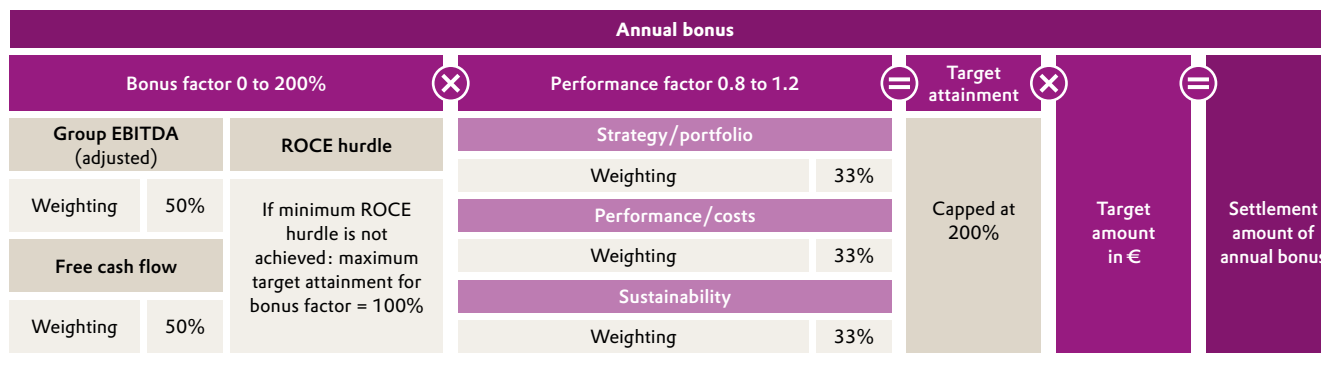 Annual bonus
Bonus factor 0 to 200%
×
Performance factor 0.8 to 1.2
=
Target
attainment
×
=
Group EBITDA
(adjusted)
Weighting 50%
Free cash flow
Weighting 50%
ROCE hurdle
If minimum ROCE
hurdle is not
achieved: maximum
target attainment for
bonus factor = 100%
Strategy/portfolio
Weighting 33%
Performance/costs
Weighting 33%
Sustainability
Weighting 33%
Capped at
200%
Target
amount
in €
Settlement
amount of
annual bonus